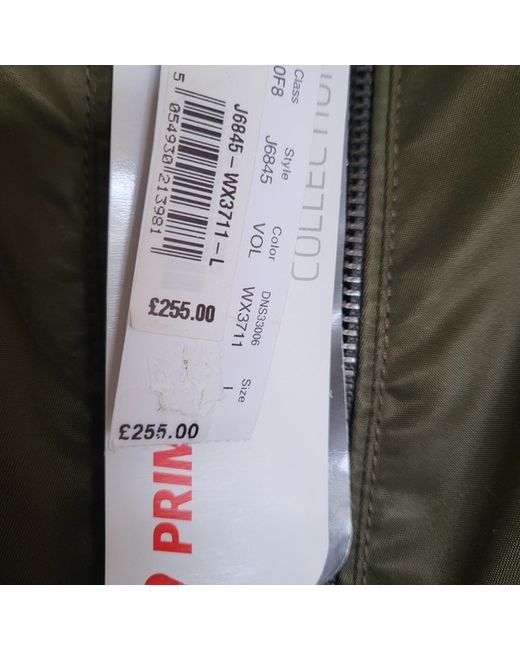 J6845-WX3711-L
5 054930 213981
£255.00
Class Style Color DNS33006 Size
0F8 J6845 VOL WX3711
£255.00
PRIM